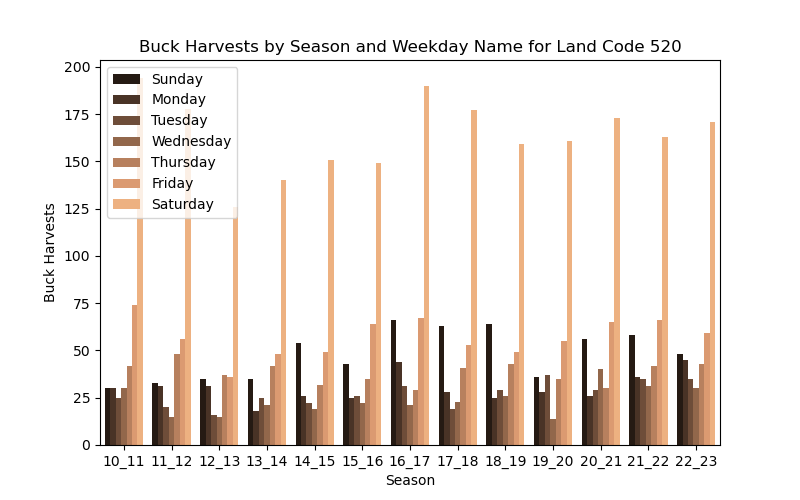 Buck Harvests by Season and Weekday Name for Land Code 520
200
175
150
125
100
75
50
25
0
Buck Harvests
Sunday
Monday
Tuesday
Wednesday
Thursday
Friday
Saturday
10_11 11_12 12_13 13_14 14_15 15_16 16_17 17_18 18_19 19_20 20_21 21_22 22_23
Season